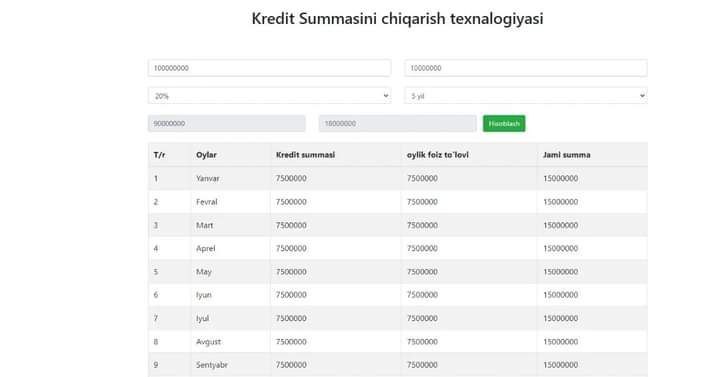 Kredit Summasini chiqarish texnalogiyasi
100000000 10000000
20% 5 yil
90000000 18000000 Hisoblash
T/r Oylar Kredit summasi oylik foiz to`lovi Jami summa
1 Yanvar 7500000 7500000 15000000
2 Fevral 7500000 7500000 15000000
3 Mart 7500000 7500000 15000000
4 Aprel 7500000 7500000 15000000
5 May 7500000 7500000 15000000
6 Iyun 7500000 7500000 15000000
7 Iyul 7500000 7500000 15000000
8 Avgust 7500000 7500000 15000000
9 Sentyabr 7500000 7500000 15000000